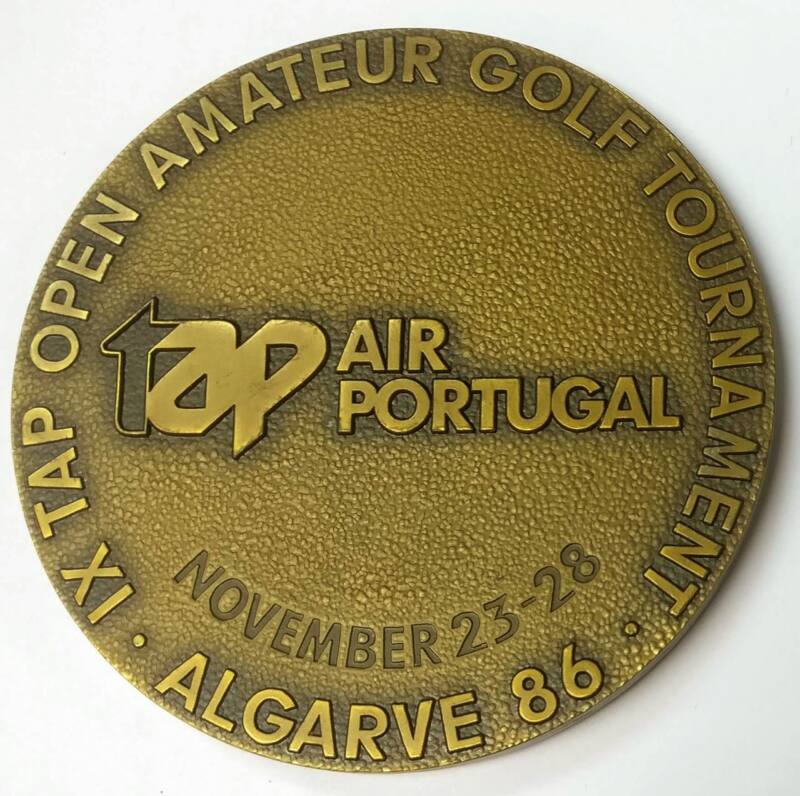 IX TAP OPEN AMATEUR GOLF TOURNAMENT
tap AIR
PORTUGAL
NOVEMBER 23-28
· ALGARVE 86 ·